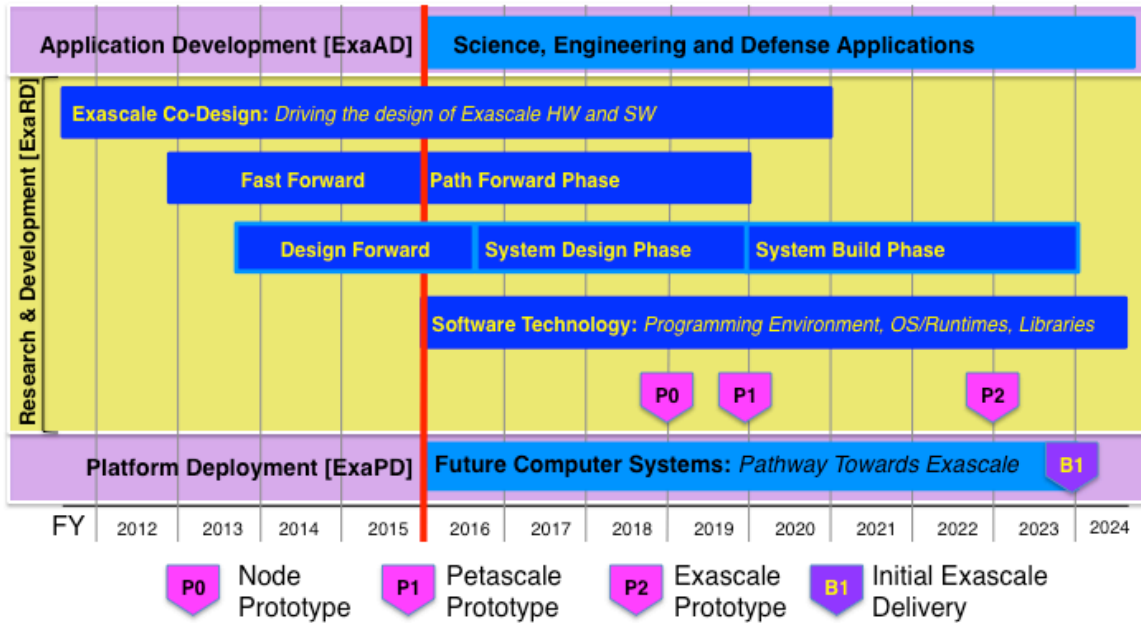 Application Development [ExaAD]
Science, Engineering and Defense Applications
Research & Development [ExaRD]
Exascale Co-Design: Driving the design of Exascale HW and SW
Fast Forward
Path Forward Phase
Design Forward
System Design Phase
System Build Phase
Software Technology: Programming Environment, OS/Runtimes, Libraries
P0
P1
P2
Platform Deployment [ExaPD]
Future Computer Systems: Pathway Towards Exascale
B1
FY 2012 2013 2014 2015 2016 2017 2018 2019 2020 2021 2022 2023 2024
P0 Node
Prototype
P1 Petascale
Prototype
P2 Exascale
Prototype
B1 Initial Exascale
Delivery